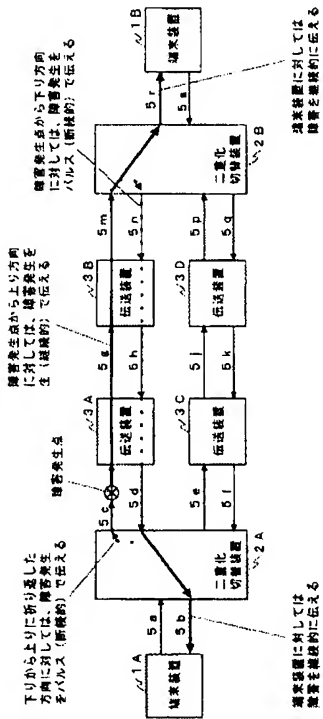 下りから上りに折り返した
方向に対しては、障害発生
をパルス(断続的)で伝える
障害発生点
障害発生点から上り方向
に対しては、障害発生を
生(継続的)で伝える
障害発生点から下り方向
に対しては、障害発生を
パルス(断続的)で伝える
1A
端末装置
5a
5b
二重化
切替装置
2A
5c
5d
5e
5f
3A
伝送装置
3C
伝送装置
5g
5h
5j
5k
3B
伝送装置
3D
伝送装置
5m
5n
5p
5q
二重化
切替装置
2B
5r
5s
1B
端末装置
端末装置に対しては
障害を継続的に伝える
端末装置に対しては
障害を継続的に伝える